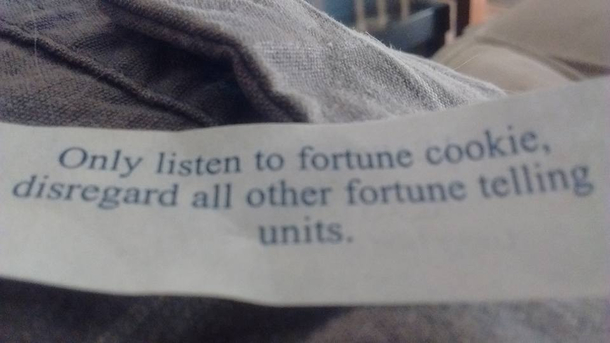 Only listen to fortune cookie,
disregard all other fortune telling
units.